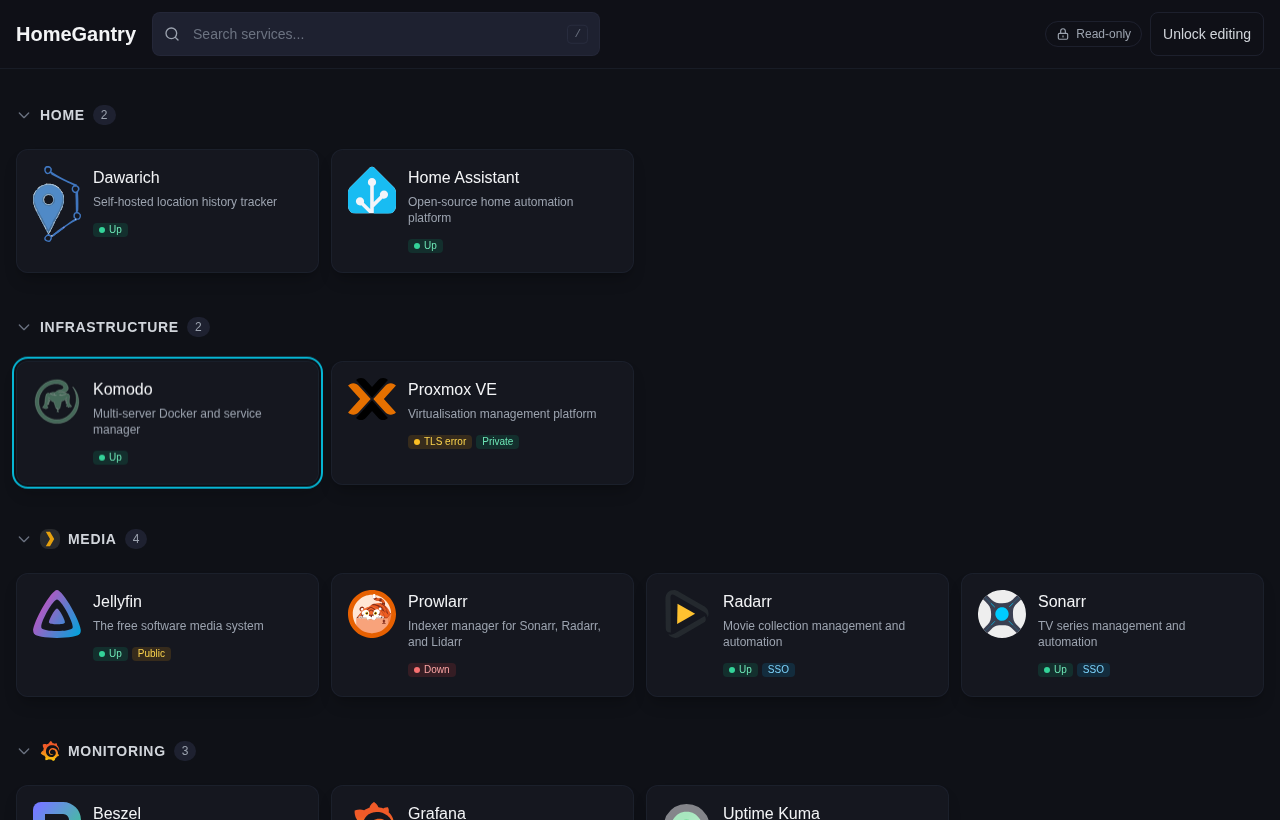 HomeGantry
Search services...
/
Read-only
Unlock editing
HOME 2
Dawarich
Self-hosted location history tracker
Up
Home Assistant
Open-source home automation
platform
Up
INFRASTRUCTURE 2
Komodo
Multi-server Docker and service
manager
Up
Proxmox VE
Virtualisation management platform
TLS error Private
MEDIA 4
Jellyfin
The free software media system
Up Public
Prowlarr
Indexer manager for Sonarr, Radarr,
and Lidarr
Down
Radarr
Movie collection management and
automation
Up SSO
Sonarr
TV series management and
automation
Up SSO
MONITORING 3
Beszel
Grafana
Uptime Kuma